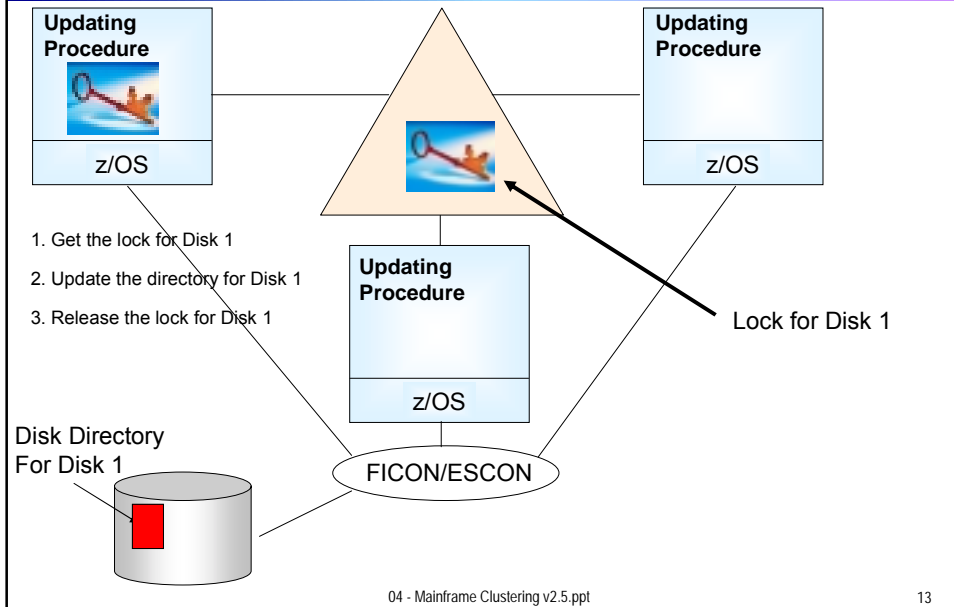 Updating
Procedure
z/OS
Updating
Procedure
z/OS
1. Get the lock for Disk 1
2. Update the directory for Disk 1
3. Release the lock for Disk 1
Updating
Procedure
z/OS
Lock for Disk 1
Disk Directory
For Disk 1
FICON/ESCON
04 - Mainframe Clustering v2.5.ppt
13